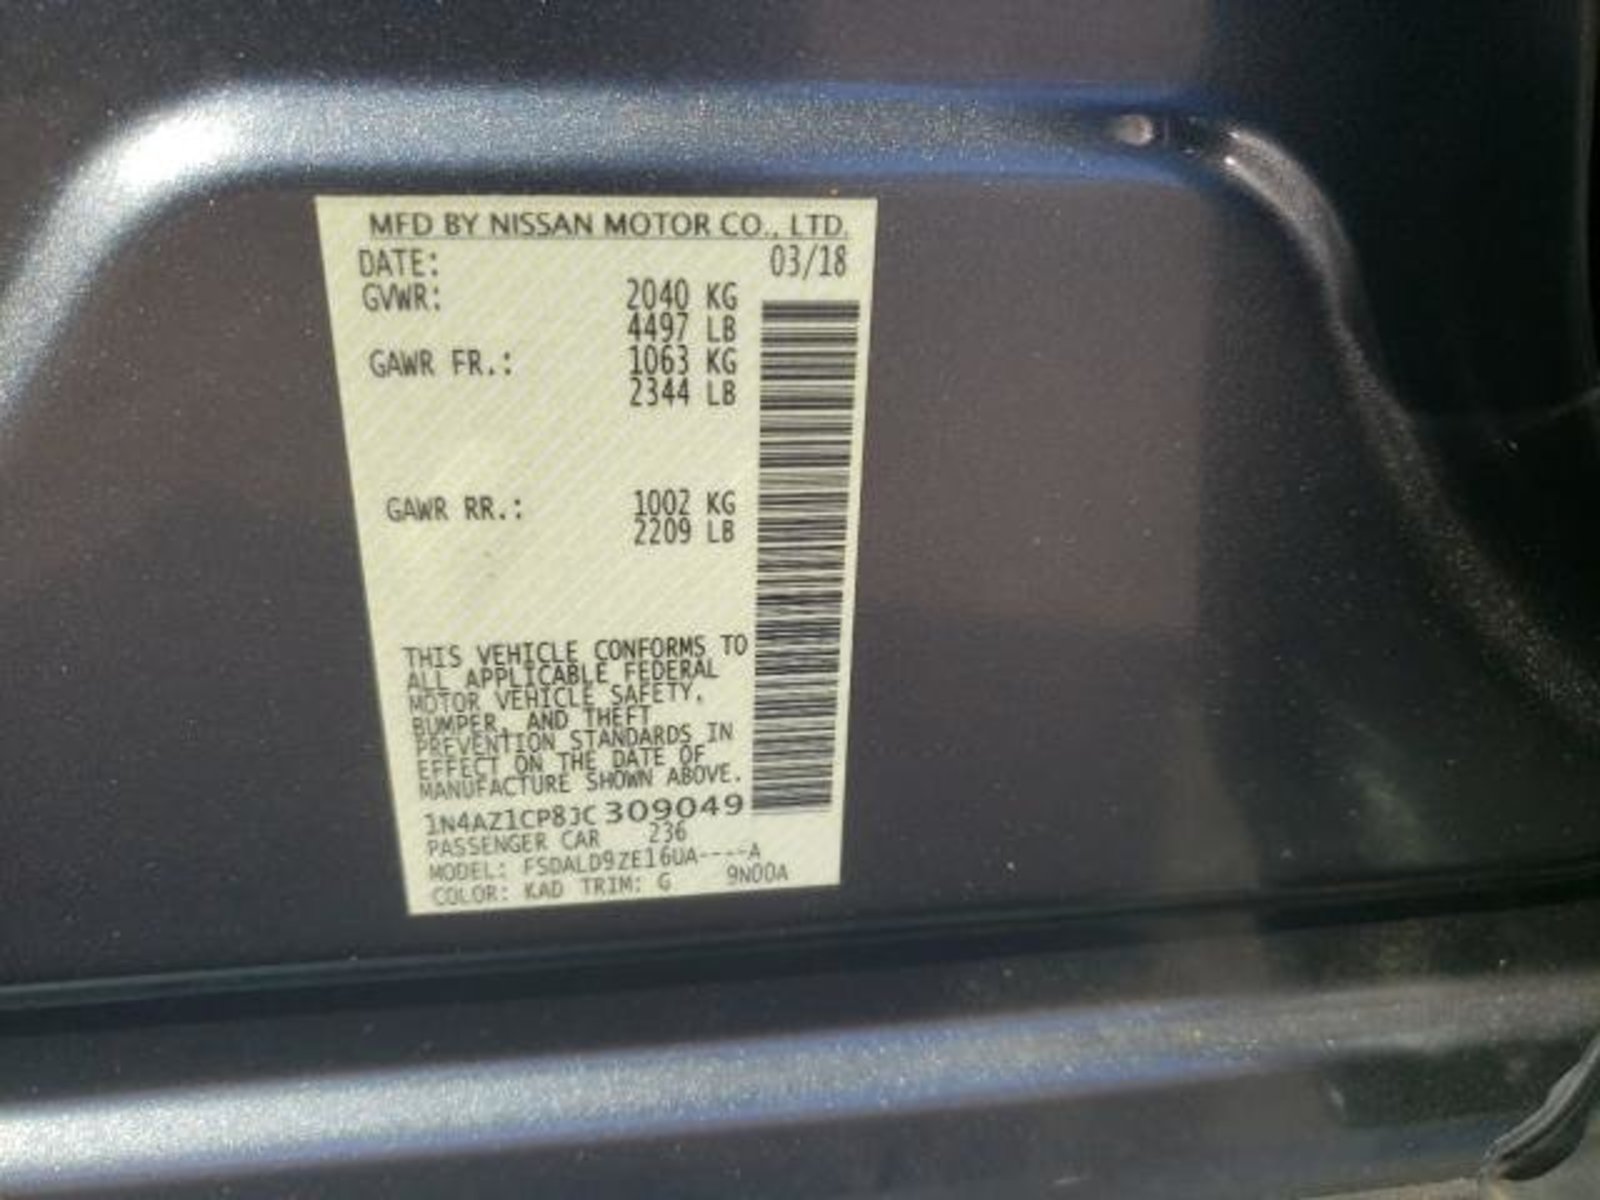 MFD BY NISSAN MOTOR CO., LTD.
DATE: 03/18
GVWR: 2040 KG
4497 LB
GAWR FR.: 1063 KG
2344 LB
GAWR RR.: 1002 KG
2209 LB
THIS VEHICLE CONFORMS TO
ALL APPLICABLE FEDERAL
MOTOR VEHICLE SAFETY,
BUMPER, AND THEFT
PREVENTION STANDARDS IN
EFFECT ON THE DATE OF
MANUFACTURE SHOWN ABOVE.
1N4AZ1CP8JC309049
PASSENGER CAR 236
MODEL: FSDALD9ZE16UA----A
COLOR: KAD TRIM: G 9N00A